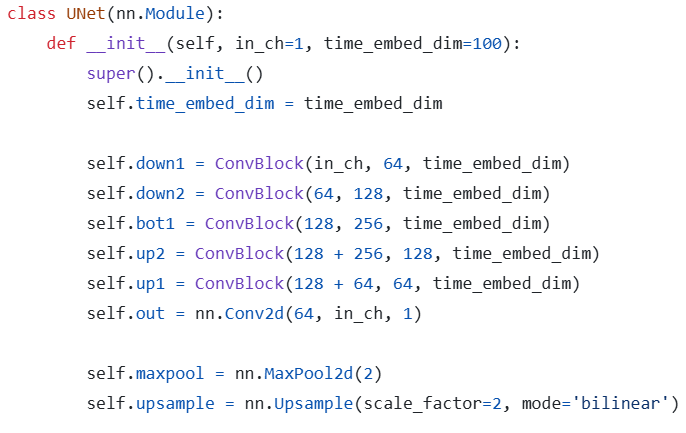 class UNet(nn.Module):
    def __init__(self, in_ch=1, time_embed_dim=100):
        super().__init__()
        self.time_embed_dim = time_embed_dim

        self.down1 = ConvBlock(in_ch, 64, time_embed_dim)
        self.down2 = ConvBlock(64, 128, time_embed_dim)
        self.bot1 = ConvBlock(128, 256, time_embed_dim)
        self.up2 = ConvBlock(128 + 256, 128, time_embed_dim)
        self.up1 = ConvBlock(128 + 64, 64, time_embed_dim)
        self.out = nn.Conv2d(64, in_ch, 1)

        self.maxpool = nn.MaxPool2d(2)
        self.upsample = nn.Upsample(scale_factor=2, mode='bilinear')